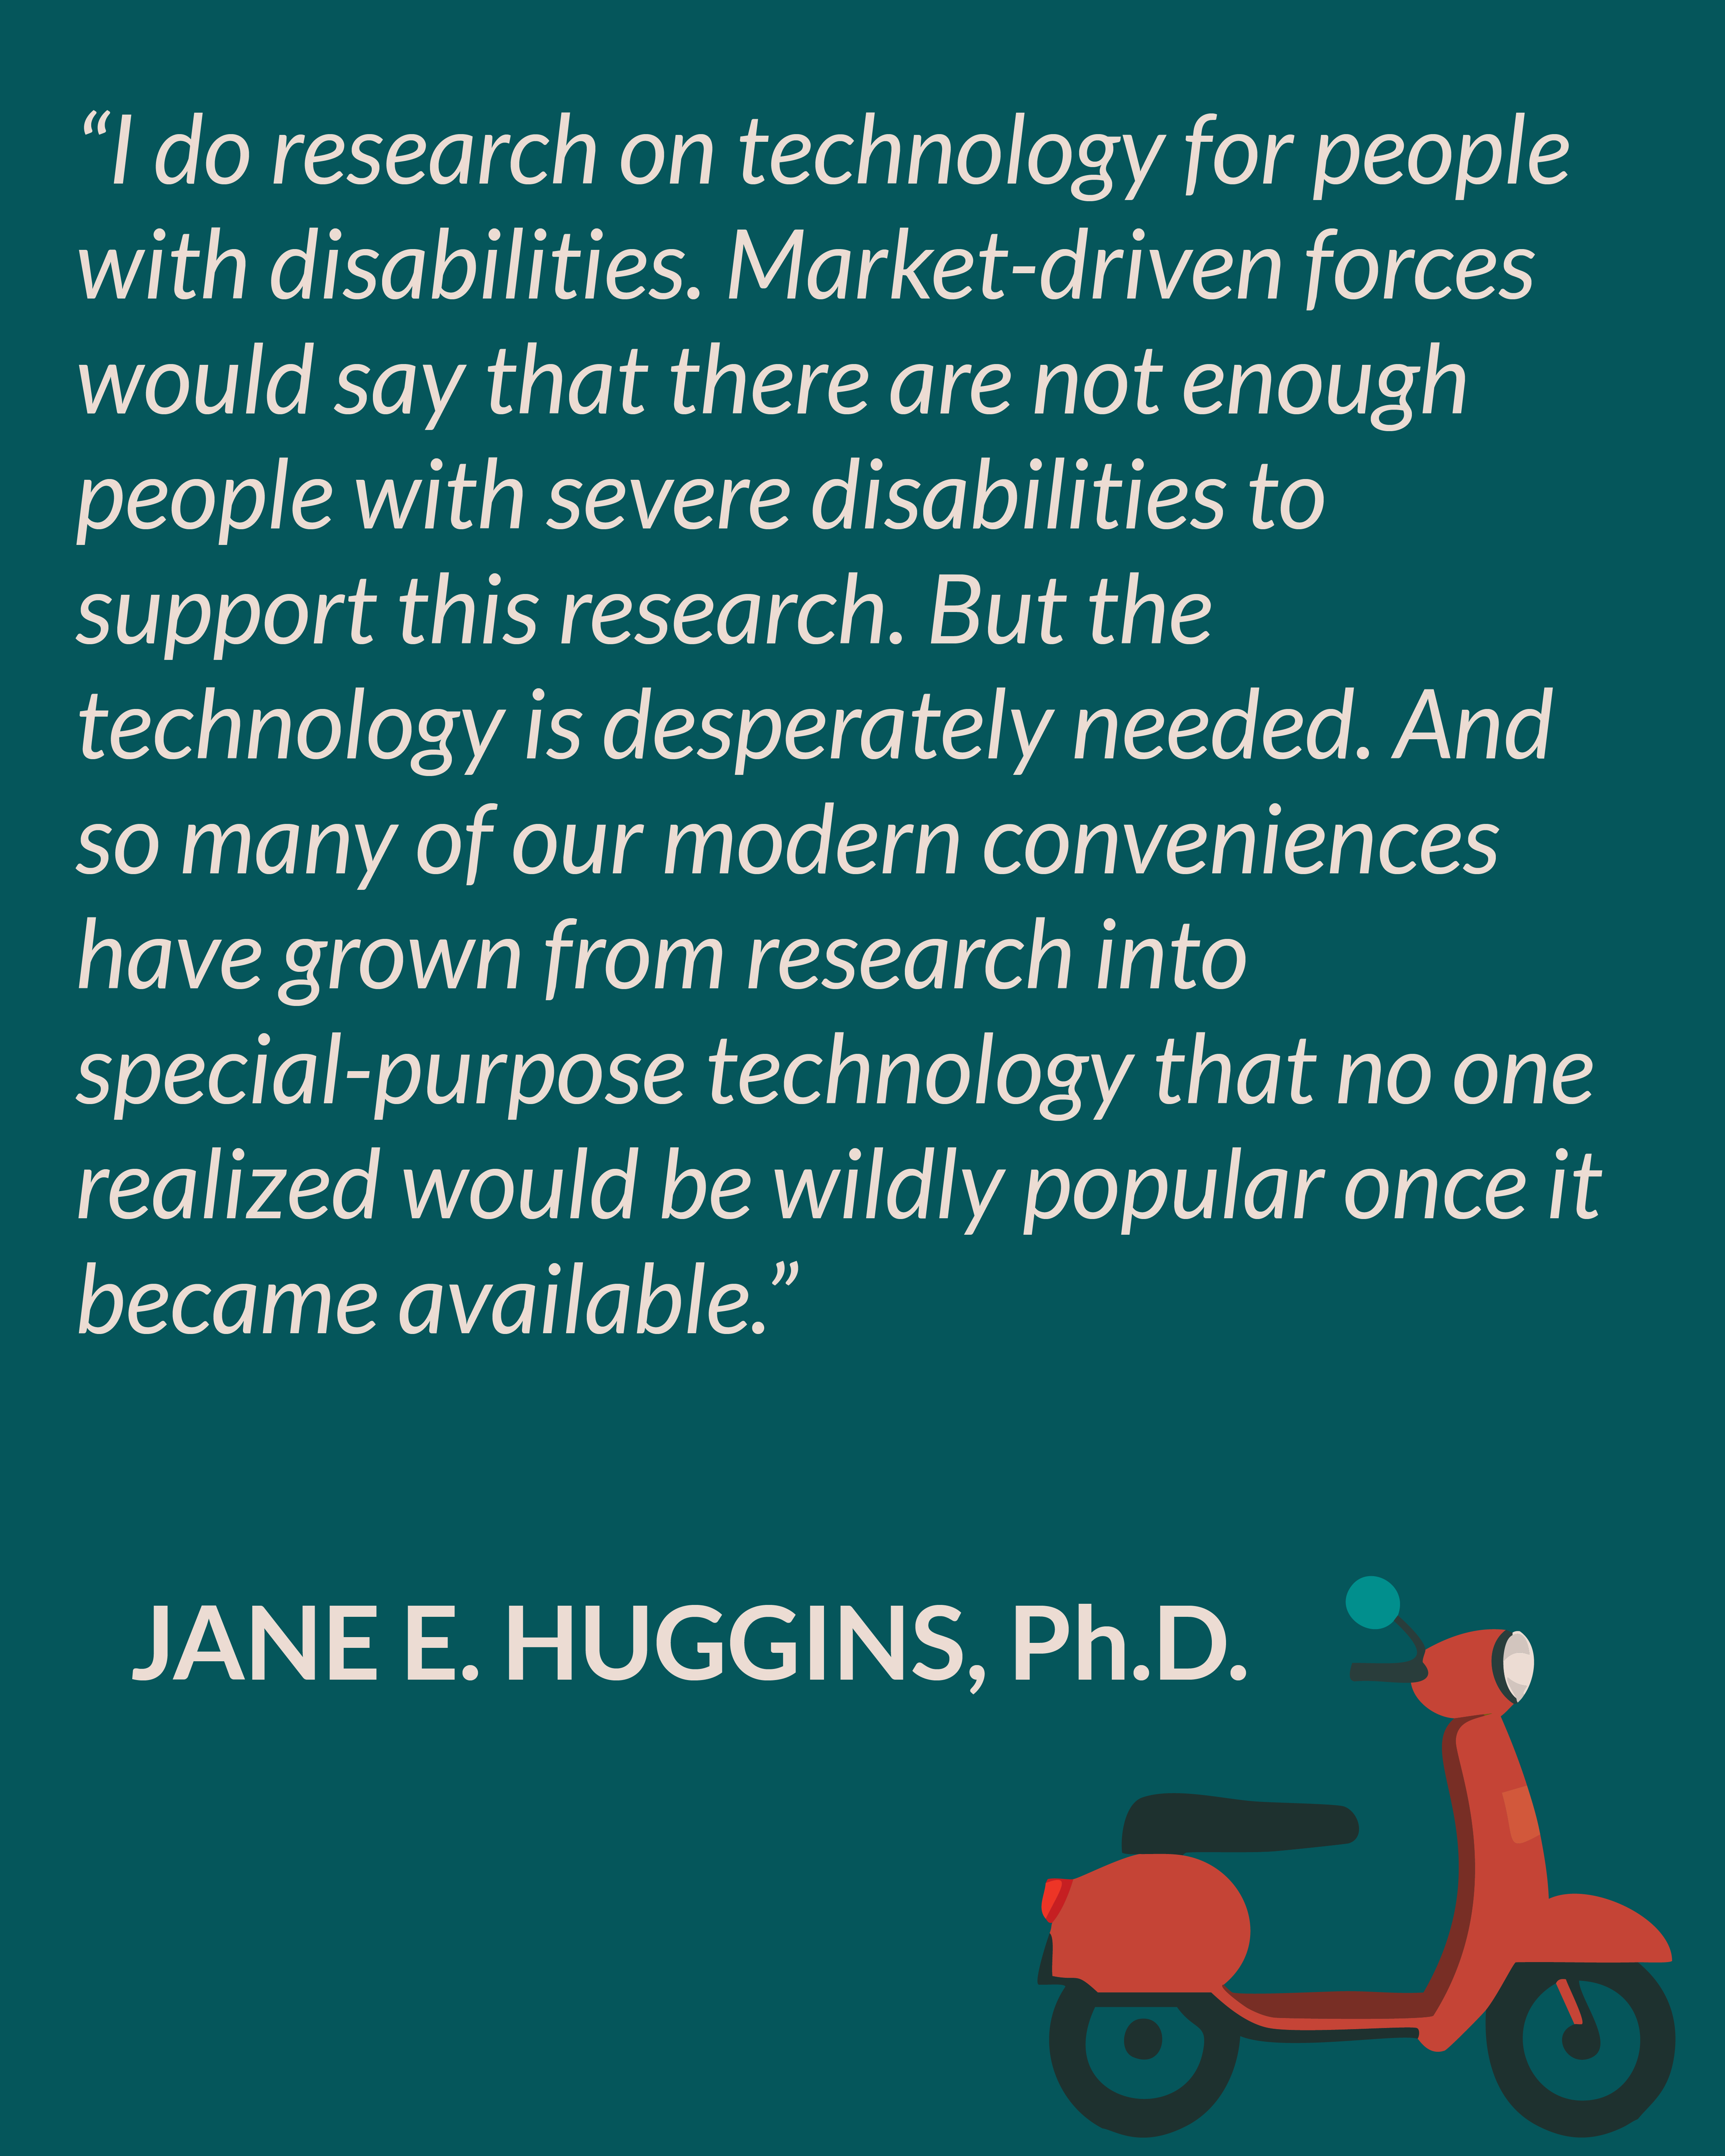 “I do research on technology for people
with disabilities. Market-driven forces
would say that there are not enough
people with severe disabilities to
support this research. But the
technology is desperately needed. And
so many of our modern conveniences
have grown from research into
special-purpose technology that no one
realized would be wildly popular once it
became available.”
JANE E. HUGGINS, Ph.D.